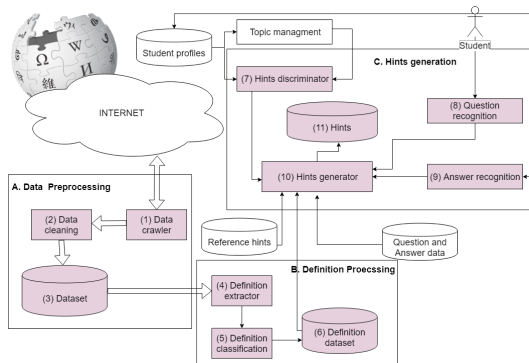 Ω
W
維
И
INTERNET
Student profiles
Topic managment
Student
C. Hints generation
(7) Hints discriminator
(8) Question
recognition
(11) Hints
(10) Hints generator
(9) Answer recognition
A. Data Preprocessing
(2) Data
cleaning
(1) Data
crawler
(3) Dataset
Reference hints
Question and
Answer data
B. Definition Proecssing
(4) Definition
extractor
(5) Definition
classification
(6) Definition
dataset